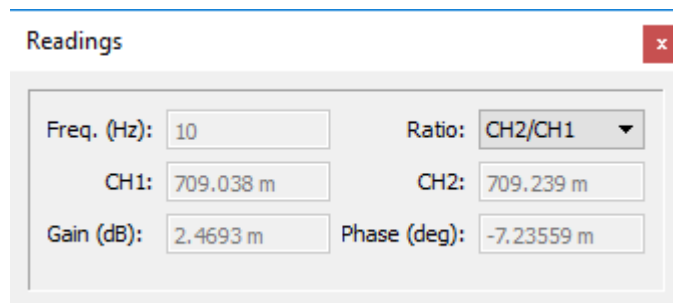 Readings
x
Freq. (Hz): 10 Ratio: CH2/CH1
CH1: 709.038 m CH2: 709.239 m
Gain (dB): 2.4693 m Phase (deg): -7.23559 m